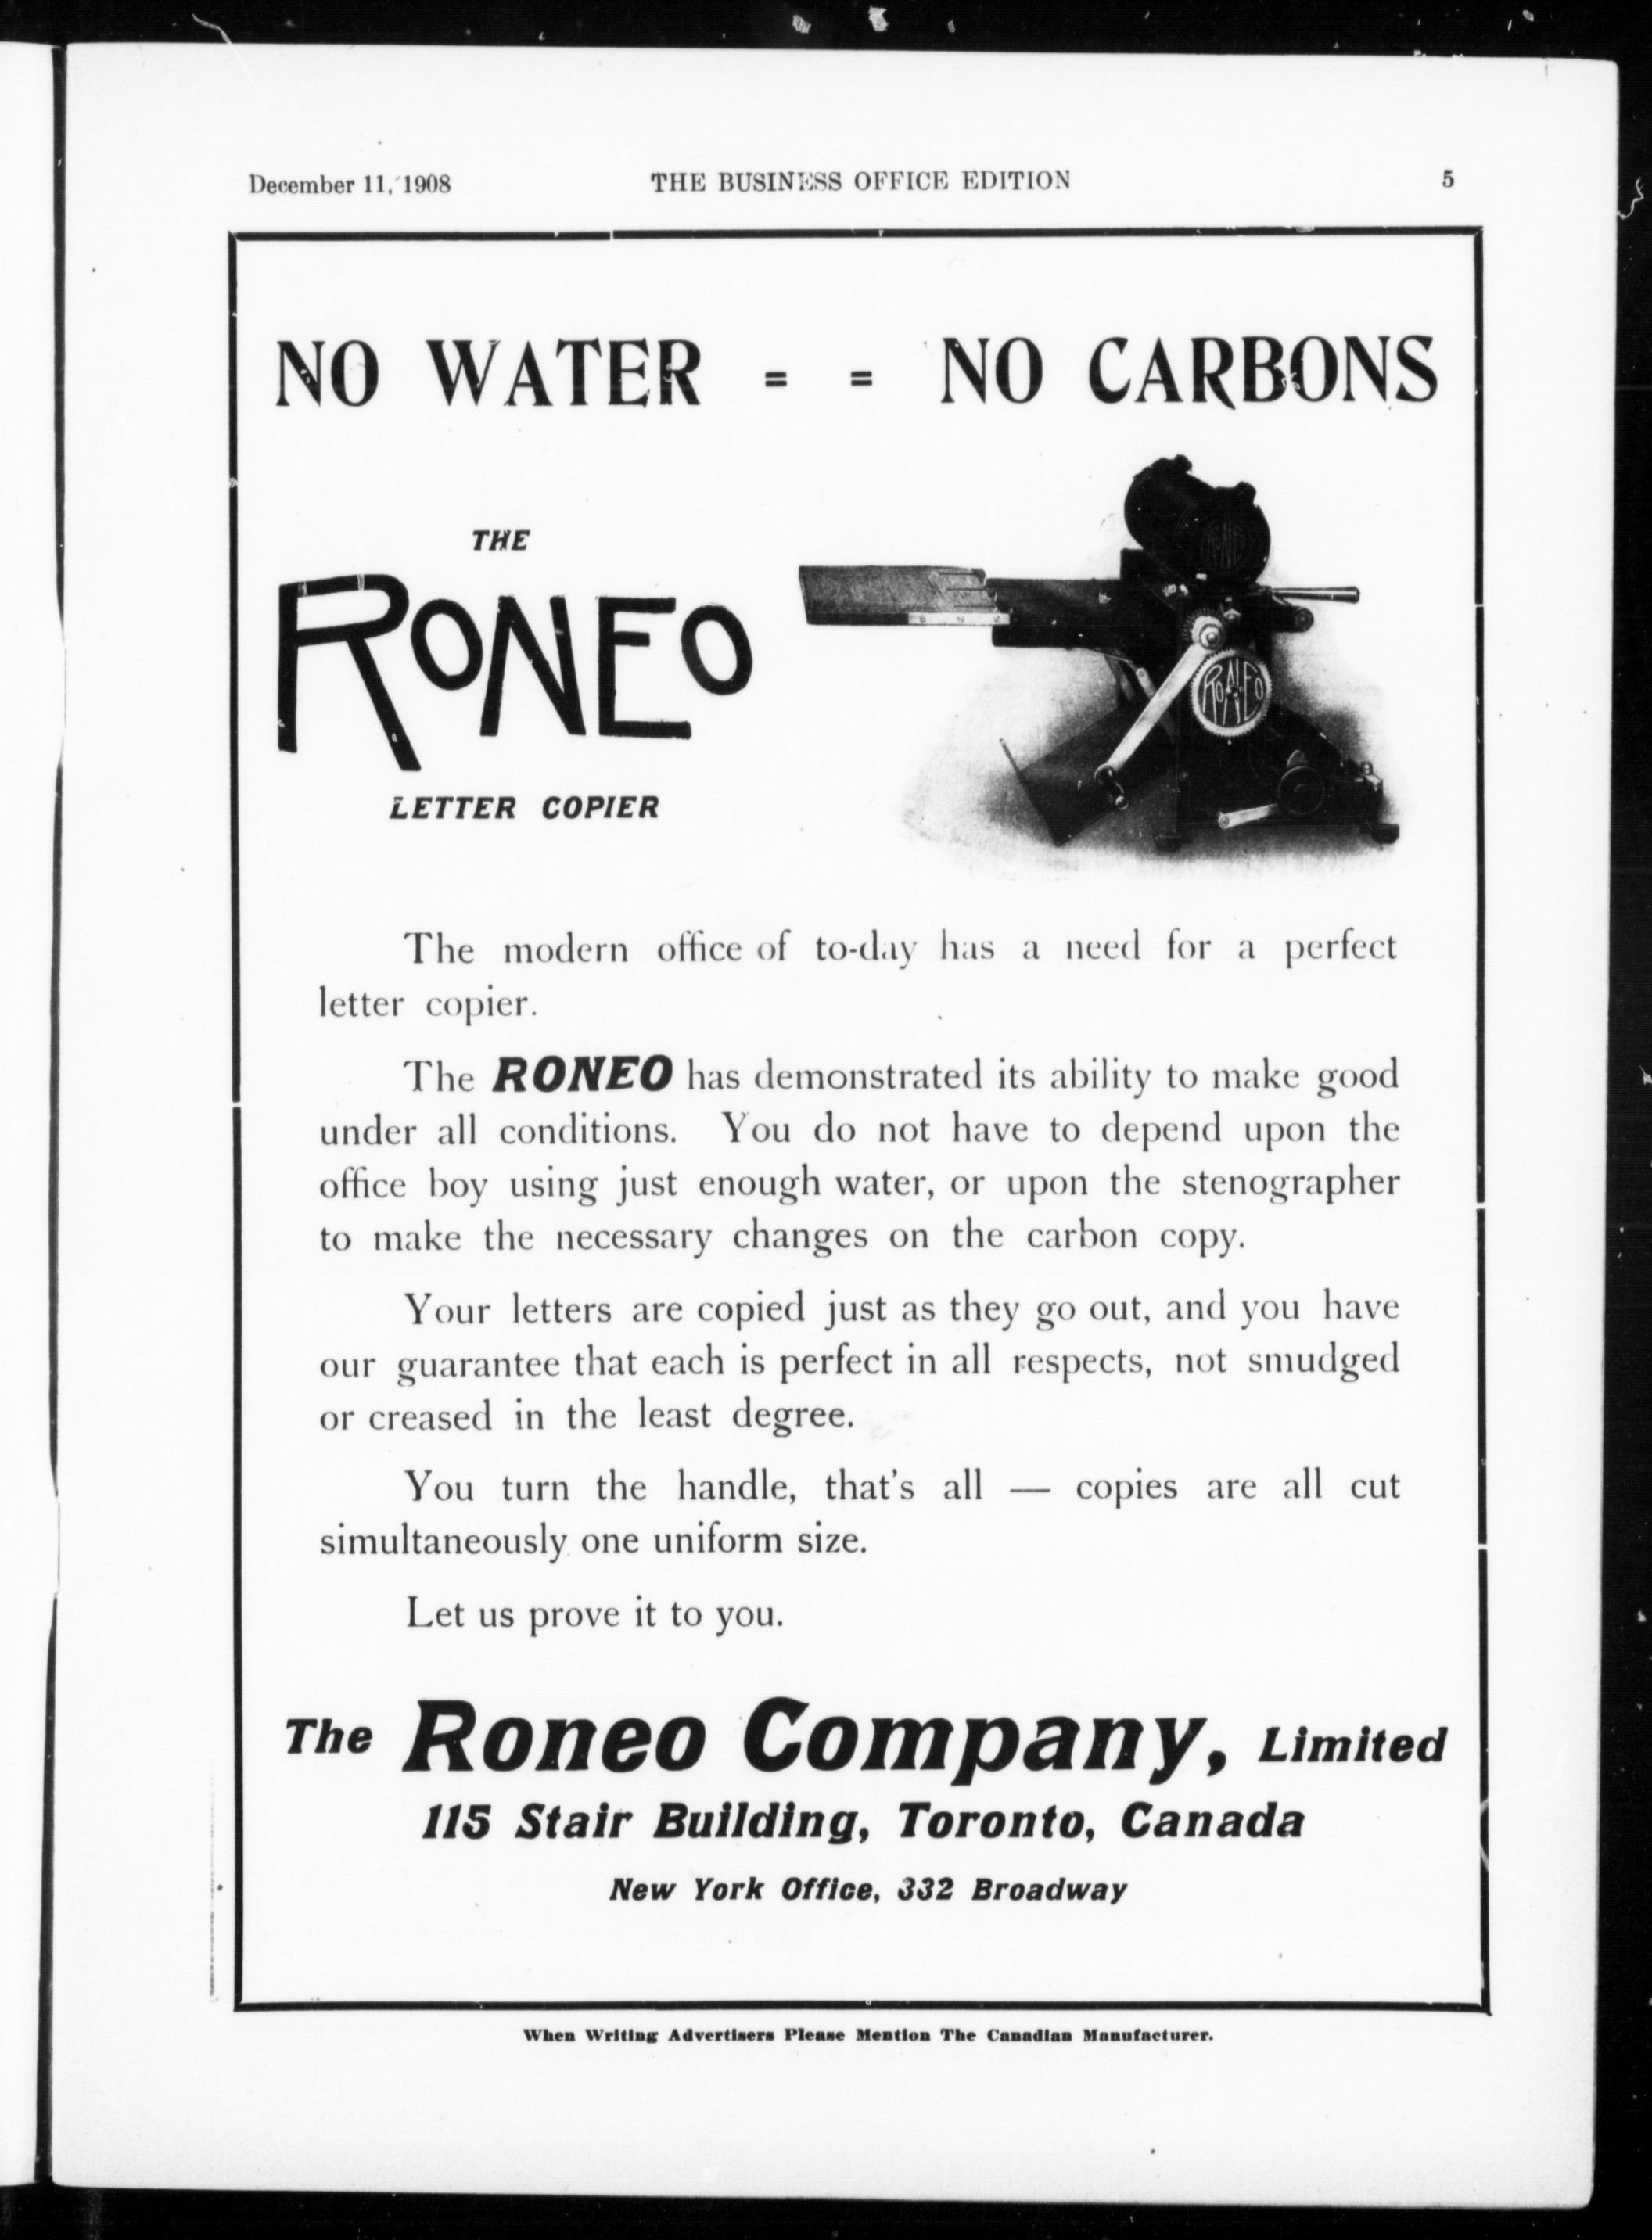 December 11, 1908 THE BUSINESS OFFICE EDITION 5
NO WATER = = NO CARBONS
THE
RONEO
LETTER COPIER
RONEO
The modern office of to-day has a need for a perfect
letter copier.
The RONEO has demonstrated its ability to make good
under all conditions. You do not have to depend upon the
office boy using just enough water, or upon the stenographer
to make the necessary changes on the carbon copy.
Your letters are copied just as they go out, and you have
our guarantee that each is perfect in all respects, not smudged
or creased in the least degree.
You turn the handle, that's all — copies are all cut
simultaneously one uniform size.
Let us prove it to you.
The Roneo Company, Limited
115 Stair Building, Toronto, Canada
New York Office, 332 Broadway
When Writing Advertisers Please Mention The Canadian Manufacturer.